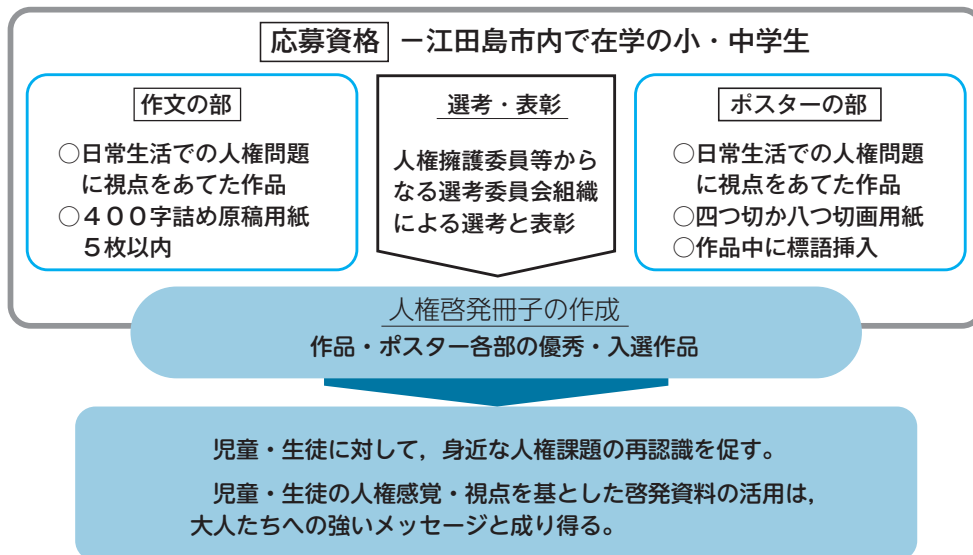 応募資格 －江田島市内で在学の小・中学生
作文の部
○日常生活での人権問題
に視点をあてた作品
○４００字詰め原稿用紙
５枚以内
選考・表彰
人権擁護委員等から
なる選考委員会組織
による選考と表彰
ポスターの部
○日常生活での人権問題
に視点をあてた作品
○四つ切か八つ切画用紙
○作品中に標語挿入
人権啓発冊子の作成
作品・ポスター各部の優秀・入選作品
児童・生徒に対して，身近な人権課題の再認識を促す。
児童・生徒の人権感覚・視点を基とした啓発資料の活用は，
大人たちへの強いメッセージと成り得る。